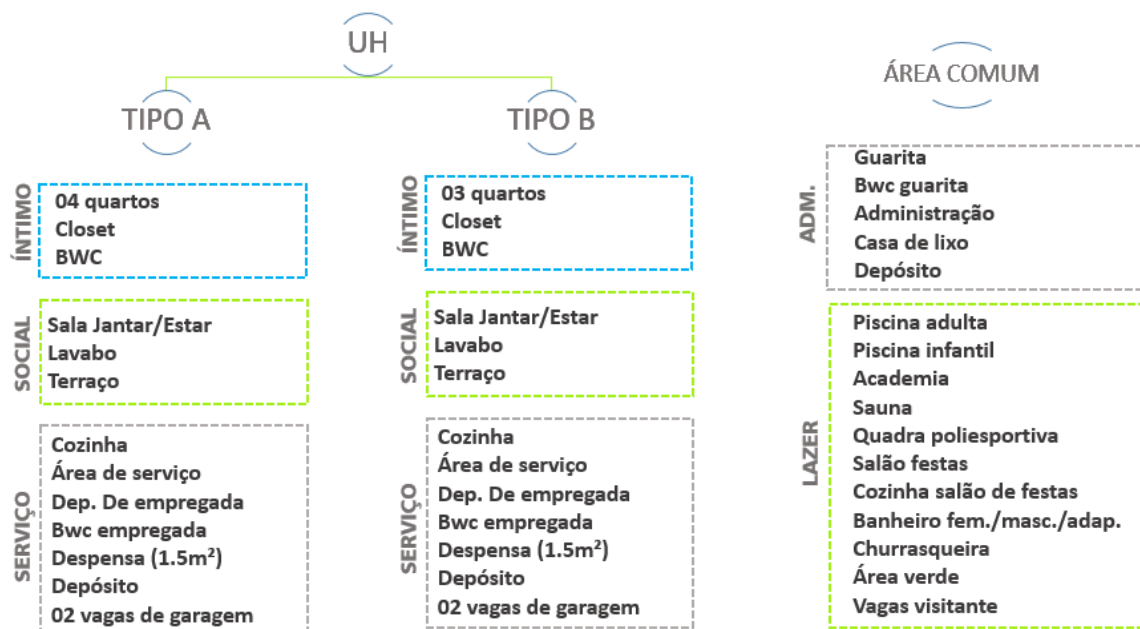 UH
TIPO A
ÍNTIMO
04 quartos
Closet
BWC
SOCIAL
Sala Jantar/Estar
Lavabo
Terraço
SERVIÇO
Cozinha
Área de serviço
Dep. De empregada
Bwc empregada
Despensa (1.5m²)
Depósito
02 vagas de garagem
TIPO B
ÍNTIMO
03 quartos
Closet
BWC
SOCIAL
Sala Jantar/Estar
Lavabo
Terraço
SERVIÇO
Cozinha
Área de serviço
Dep. De empregada
Bwc empregada
Despensa (1.5m²)
Depósito
02 vagas de garagem
ÁREA COMUM
ADM.
Guarita
Bwc guarita
Administração
Casa de lixo
Depósito
LAZER
Piscina adulta
Piscina infantil
Academia
Sauna
Quadra poliesportiva
Salão festas
Cozinha salão de festas
Banheiro fem./masc./adap.
Churrasqueira
Área verde
Vagas visitante